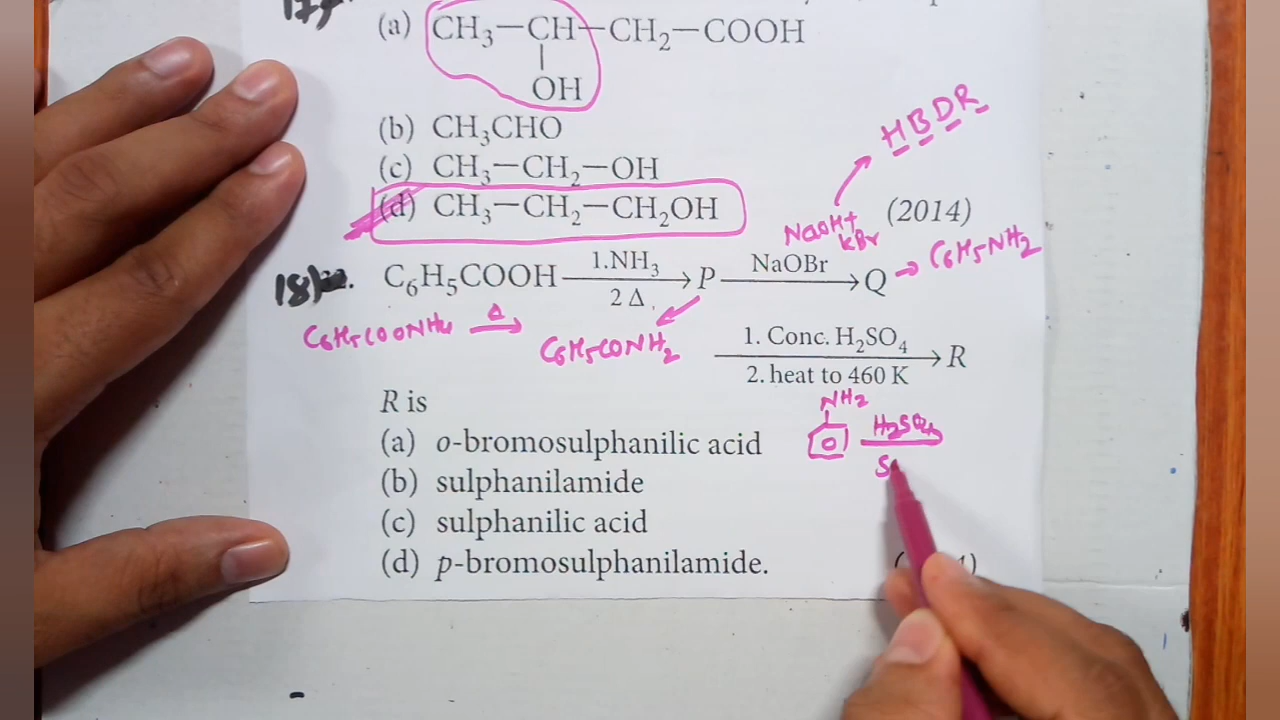 17)
(a) CH3—CH—CH2—COOH
|
OH
(b) CH3CHO
(c) CH3—CH2—OH
(d) CH3—CH2—CH2OH
(2014)
HBDR
NaOH+
KBr
18) C6H5COOH 1.NH3 2 Δ → P NaOBr → Q → C6H5NH2
C6H5COONH4 Δ → C6H5CONH2
1. Conc. H2SO4
2. heat to 460 K → R
R is
NH2
(a) o-bromosulphanilic acid
H2SO4
(b) sulphanilamide
(c) sulphanilic acid
(d) p-bromosulphanilamide.